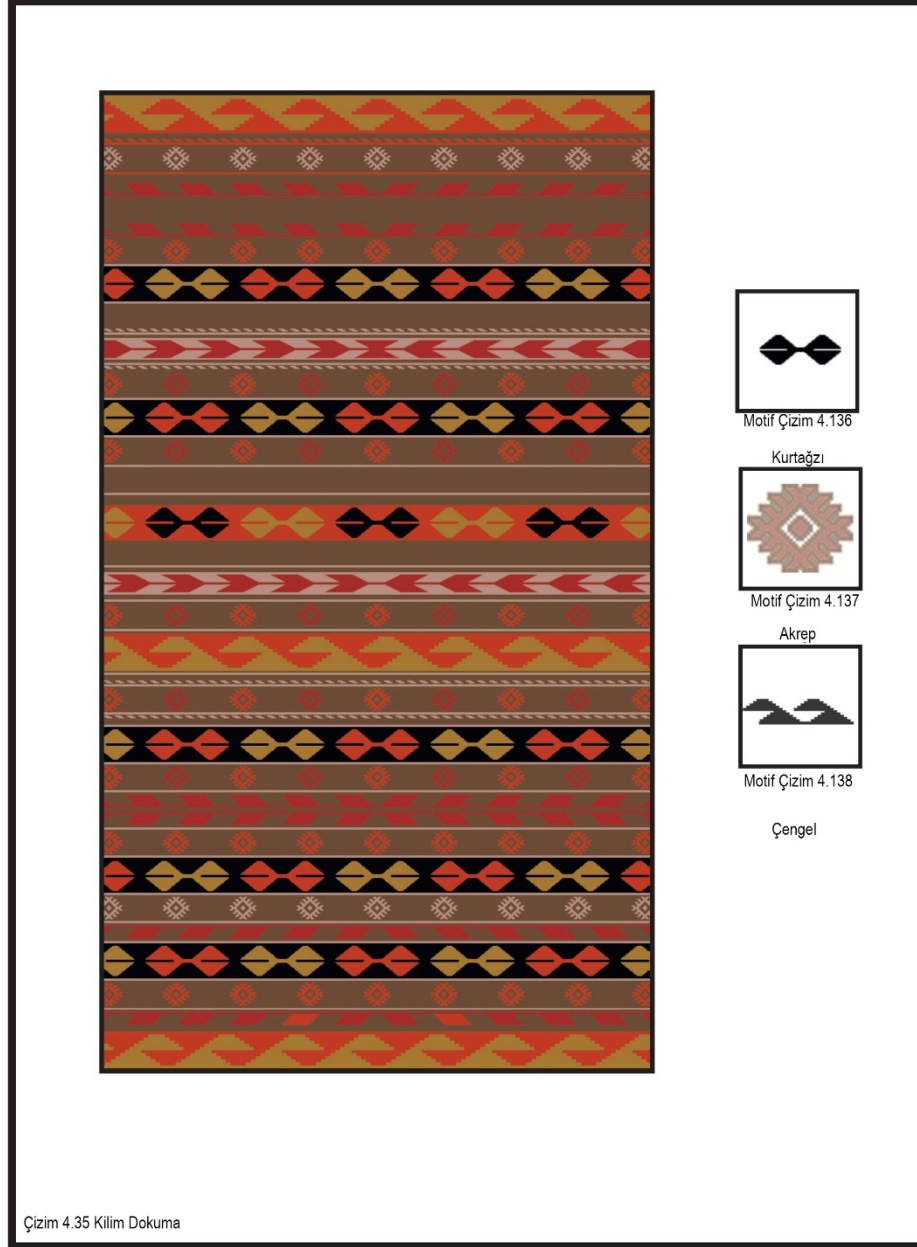 Motif Çizim 4.136
Kurtağzı
Motif Çizim 4.137
Akrep
Motif Çizim 4.138
Çengel
Çizim 4.35 Kilim Dokuma